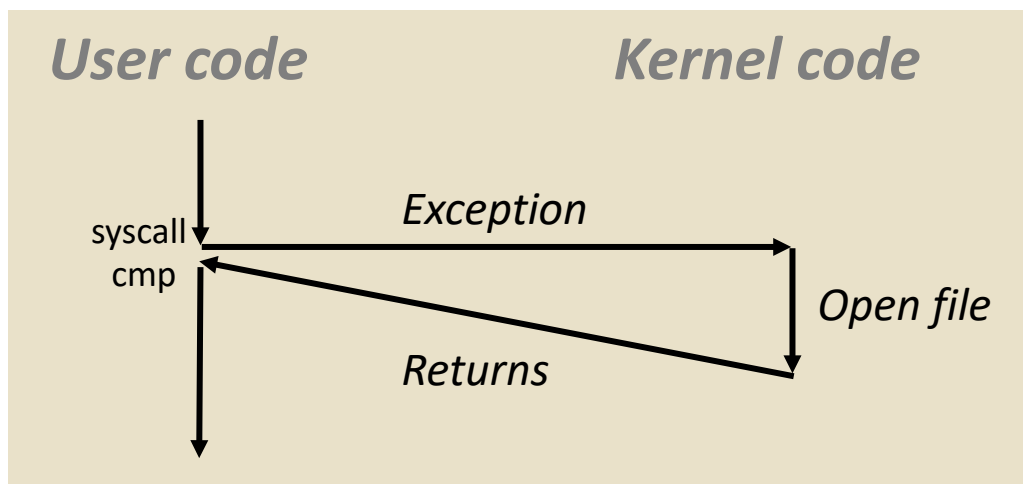 User code
Kernel code
Exception
syscall
cmp
Open file
Returns